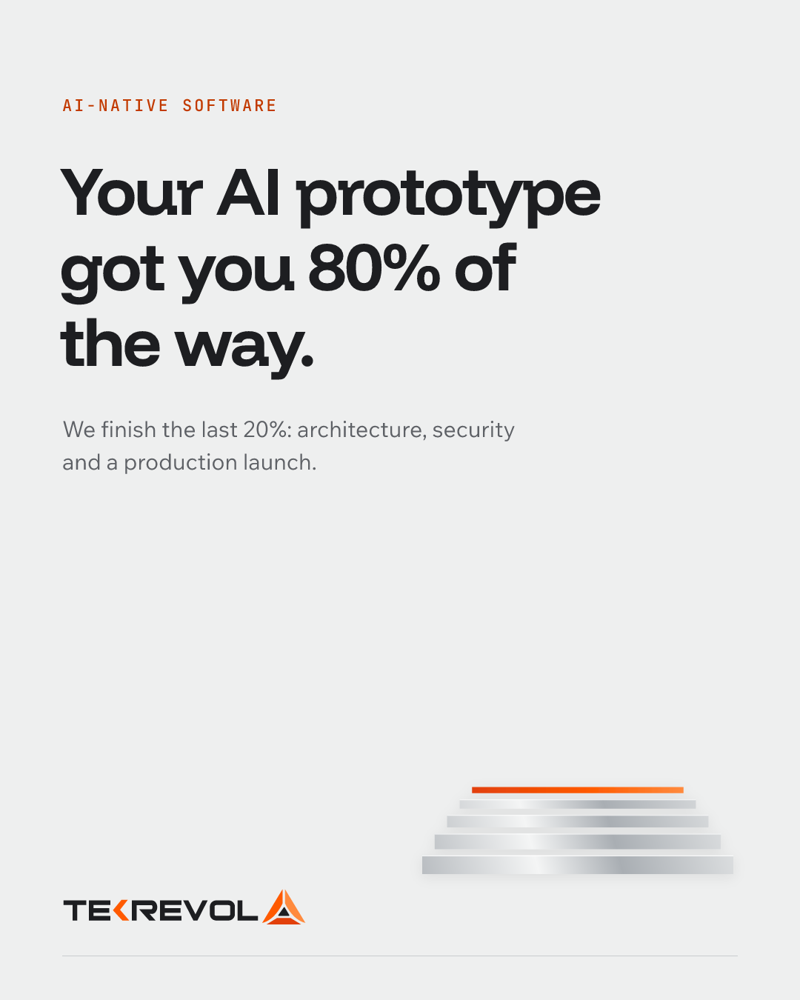 AI-NATIVE SOFTWARE
Your AI prototype
got you 80% of
the way.
We finish the last 20%: architecture, security
and a production launch.
TEKREVOL